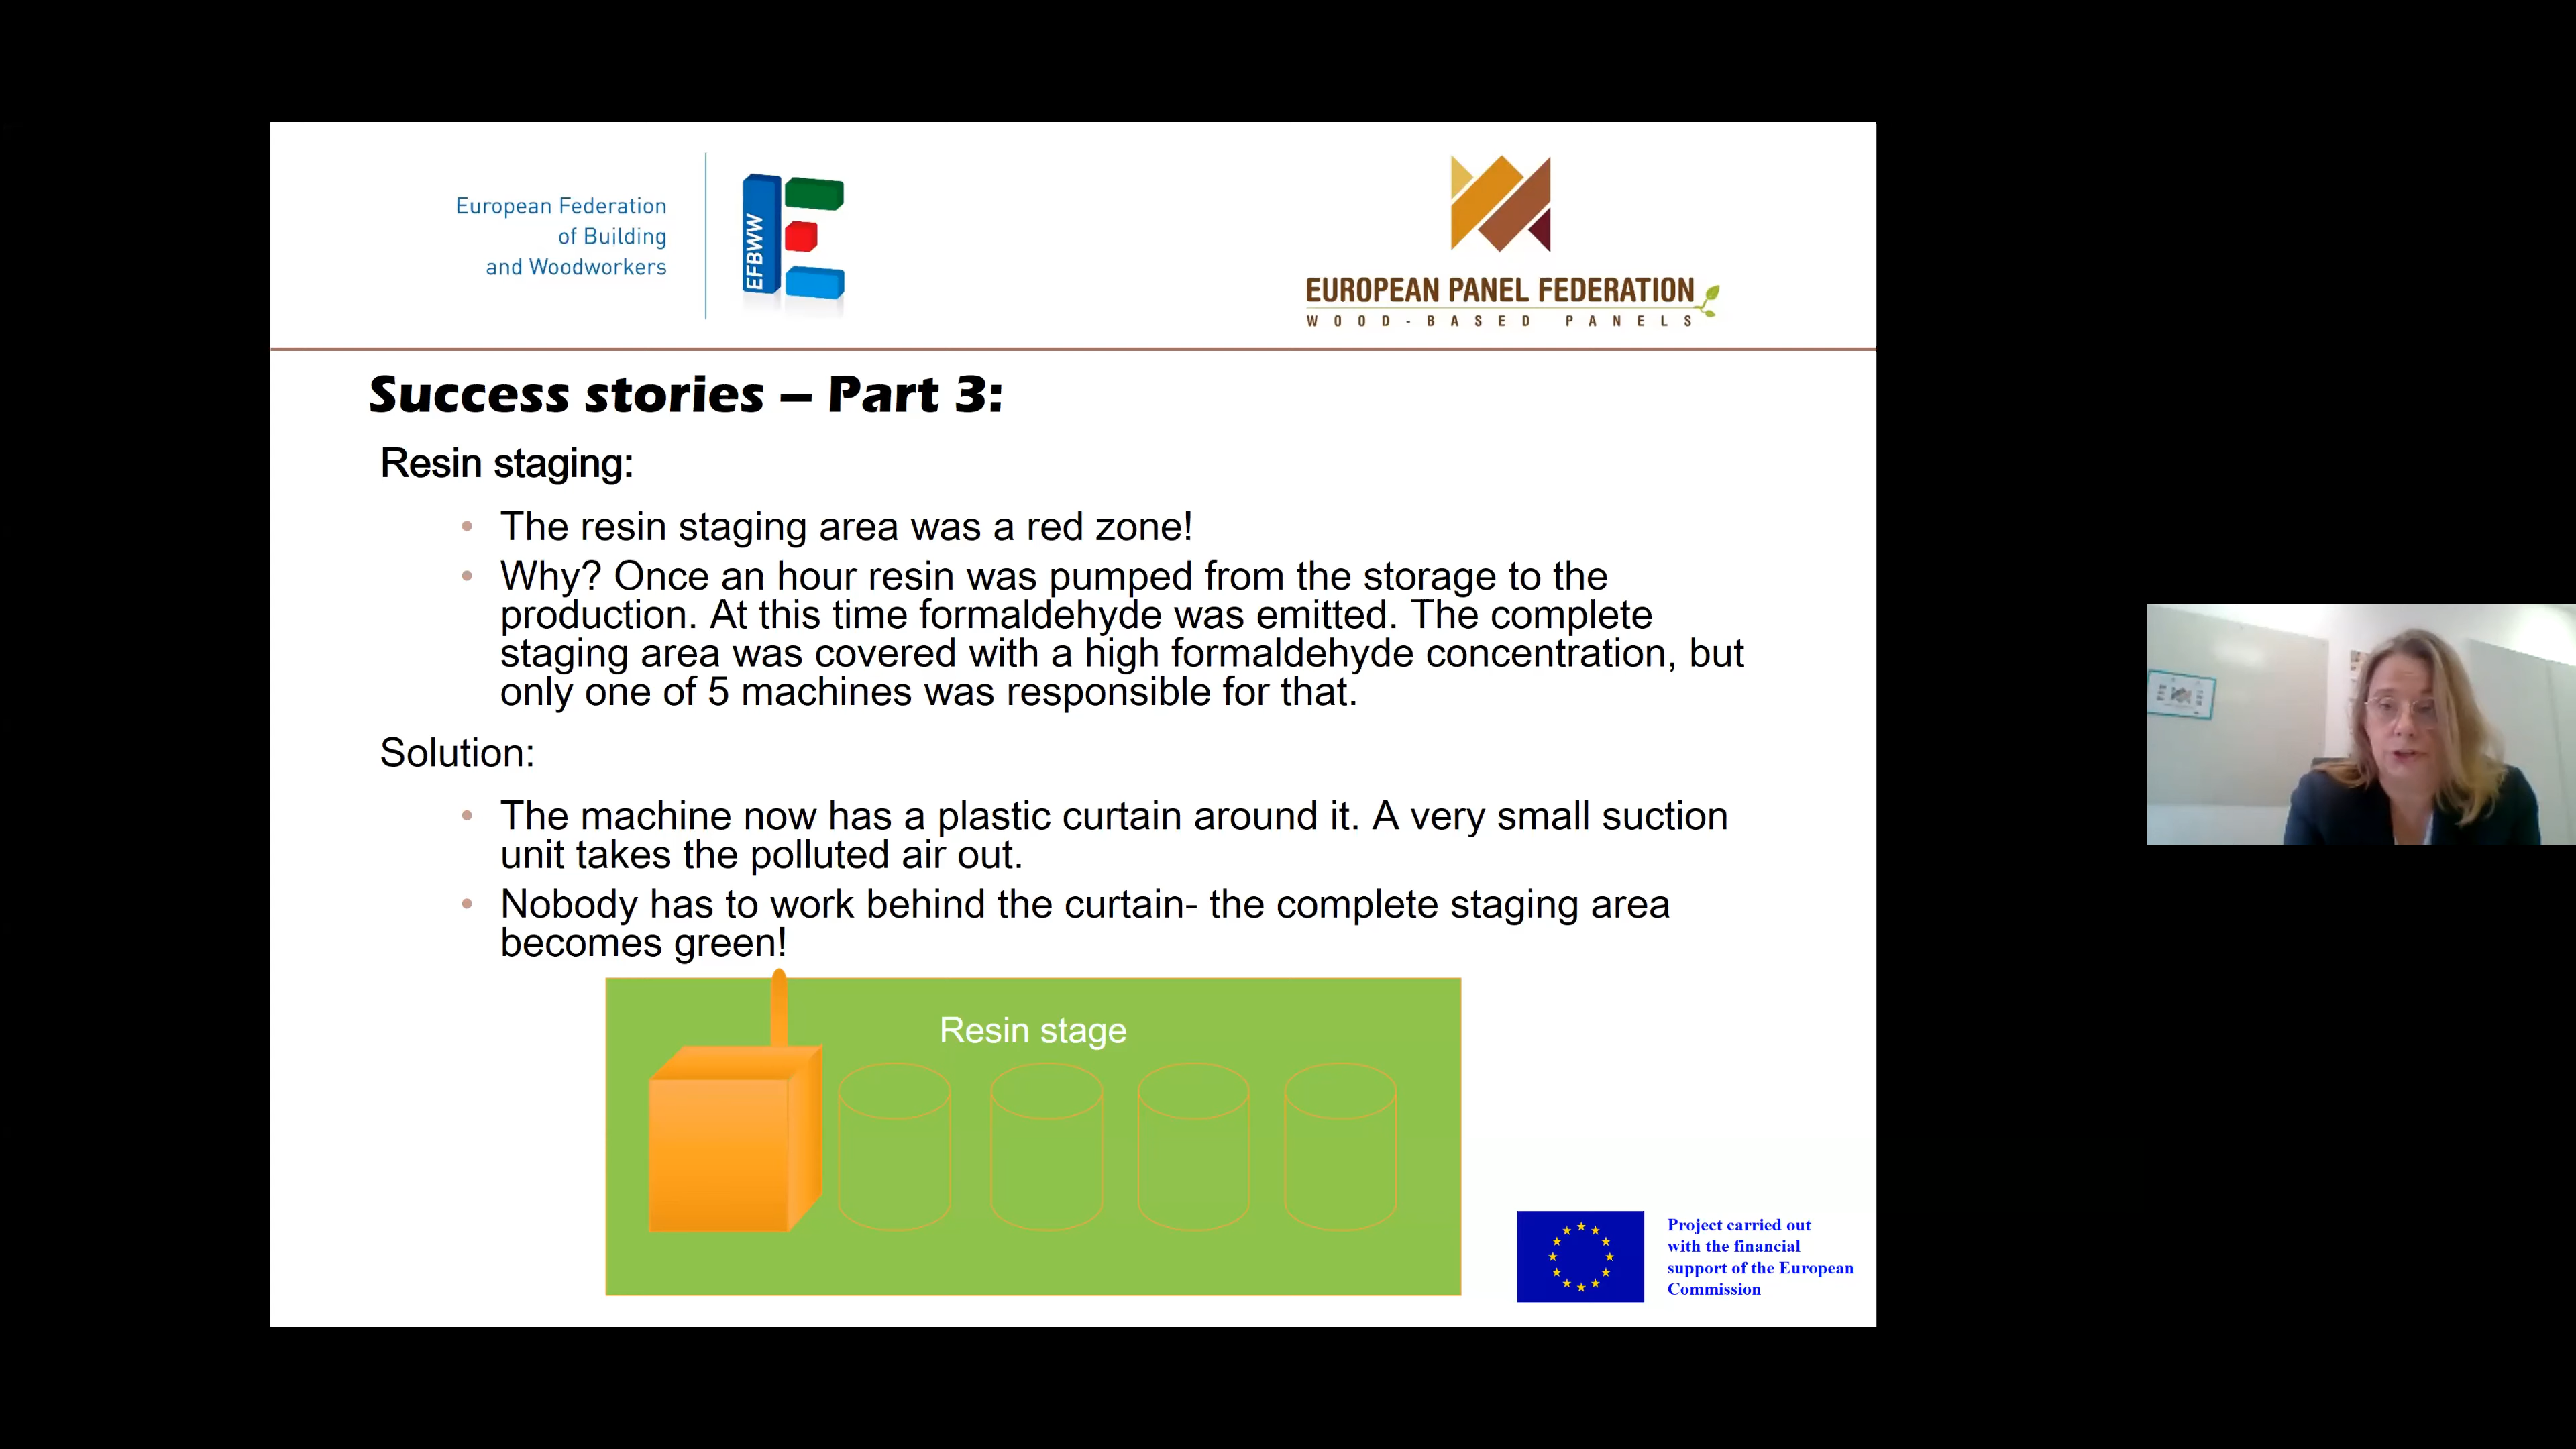 European Federation
of Building
and Woodworkers
EFBWW
EUROPEAN PANEL FEDERATION
WOOD-BASED PANELS
Success stories – Part 3:
Resin staging:
• The resin staging area was a red zone!
• Why? Once an hour resin was pumped from the storage to the
production. At this time formaldehyde was emitted. The complete
staging area was covered with a high formaldehyde concentration, but
only one of 5 machines was responsible for that.
Solution:
• The machine now has a plastic curtain around it. A very small suction
unit takes the polluted air out.
• Nobody has to work behind the curtain- the complete staging area
becomes green!
Resin stage
Project carried out
with the financial
support of the European
Commission